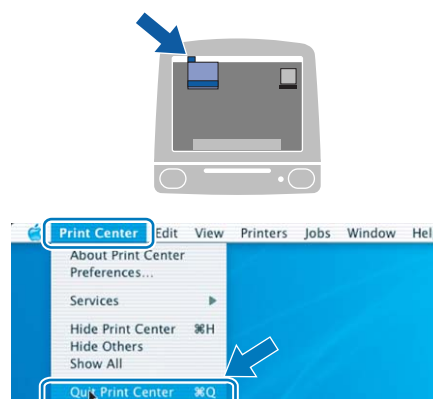 Print Center Edit View Printers Jobs Window Hel
About Print Center
Preferences...
Services
Hide Print Center ⌘H
Hide Others
Show All
Quit Print Center ⌘Q